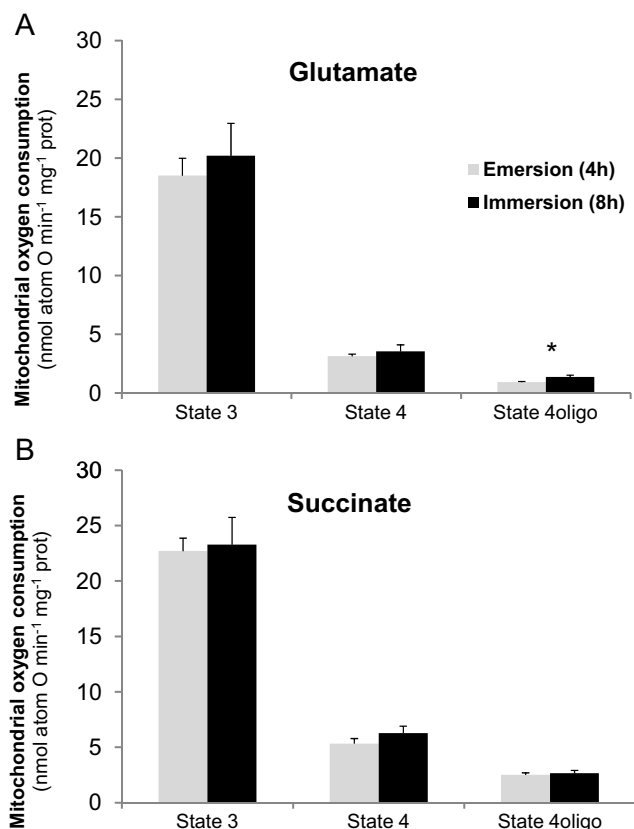 A
Glutamate
Mitochondrial oxygen consumption
(nmol atom O min⁻¹ mg⁻¹ prot)
30
25
20
15
10
5
0
Emersion (4h)
Immersion (8h)
*
State 3 State 4 State 4oligo
B
Succinate
Mitochondrial oxygen consumption
(nmol atom O min⁻¹ mg⁻¹ prot)
30
25
20
15
10
5
0
State 3 State 4 State 4oligo